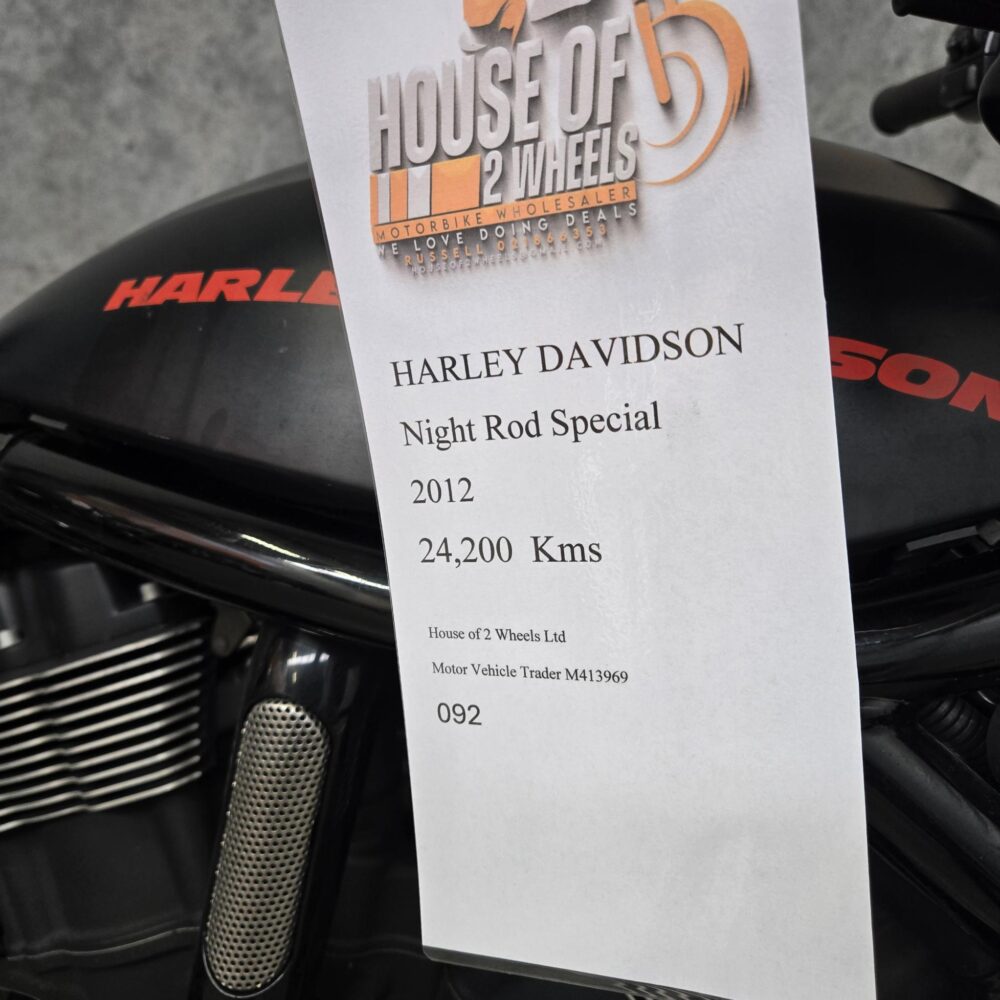 HOUSE OF
2 WHEELS
MOTORBIKE WHOLESALER
WE LOVE DOING DEALS
RUSSELL
HARLE
SON
HARLEY DAVIDSON
Night Rod Special
2012
24,200 Kms
House of 2 Wheels Ltd
Motor Vehicle Trader M413969
092